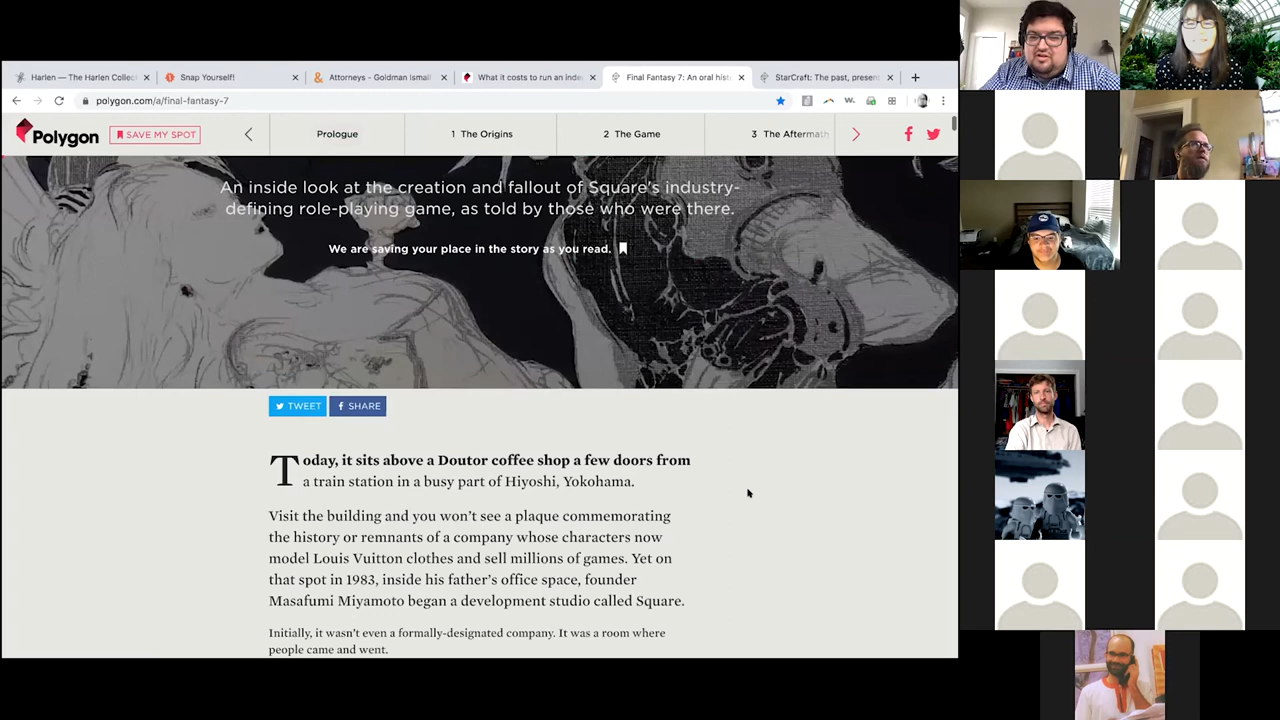 Harlen — The Harlen Collec
Snap Yourself!
Attorneys - Goldman Ismail
What it costs to run an inde
Final Fantasy 7: An oral hist
StarCraft: The past, present
polygon.com/a/final-fantasy-7
Polygon
SAVE MY SPOT
Prologue
1 The Origins
2 The Game
3 The Aftermath
An inside look at the creation and fallout of Square's industry-
defining role-playing game, as told by those who were there.
We are saving your place in the story as you read.
TWEET
SHARE
Today, it sits above a Doutor coffee shop a few doors from
a train station in a busy part of Hiyoshi, Yokohama.
Visit the building and you won't see a plaque commemorating
the history or remnants of a company whose characters now
model Louis Vuitton clothes and sell millions of games. Yet on
that spot in 1983, inside his father's office space, founder
Masafumi Miyamoto began a development studio called Square.
Initially, it wasn't even a formally-designated company. It was a room where
people came and went.